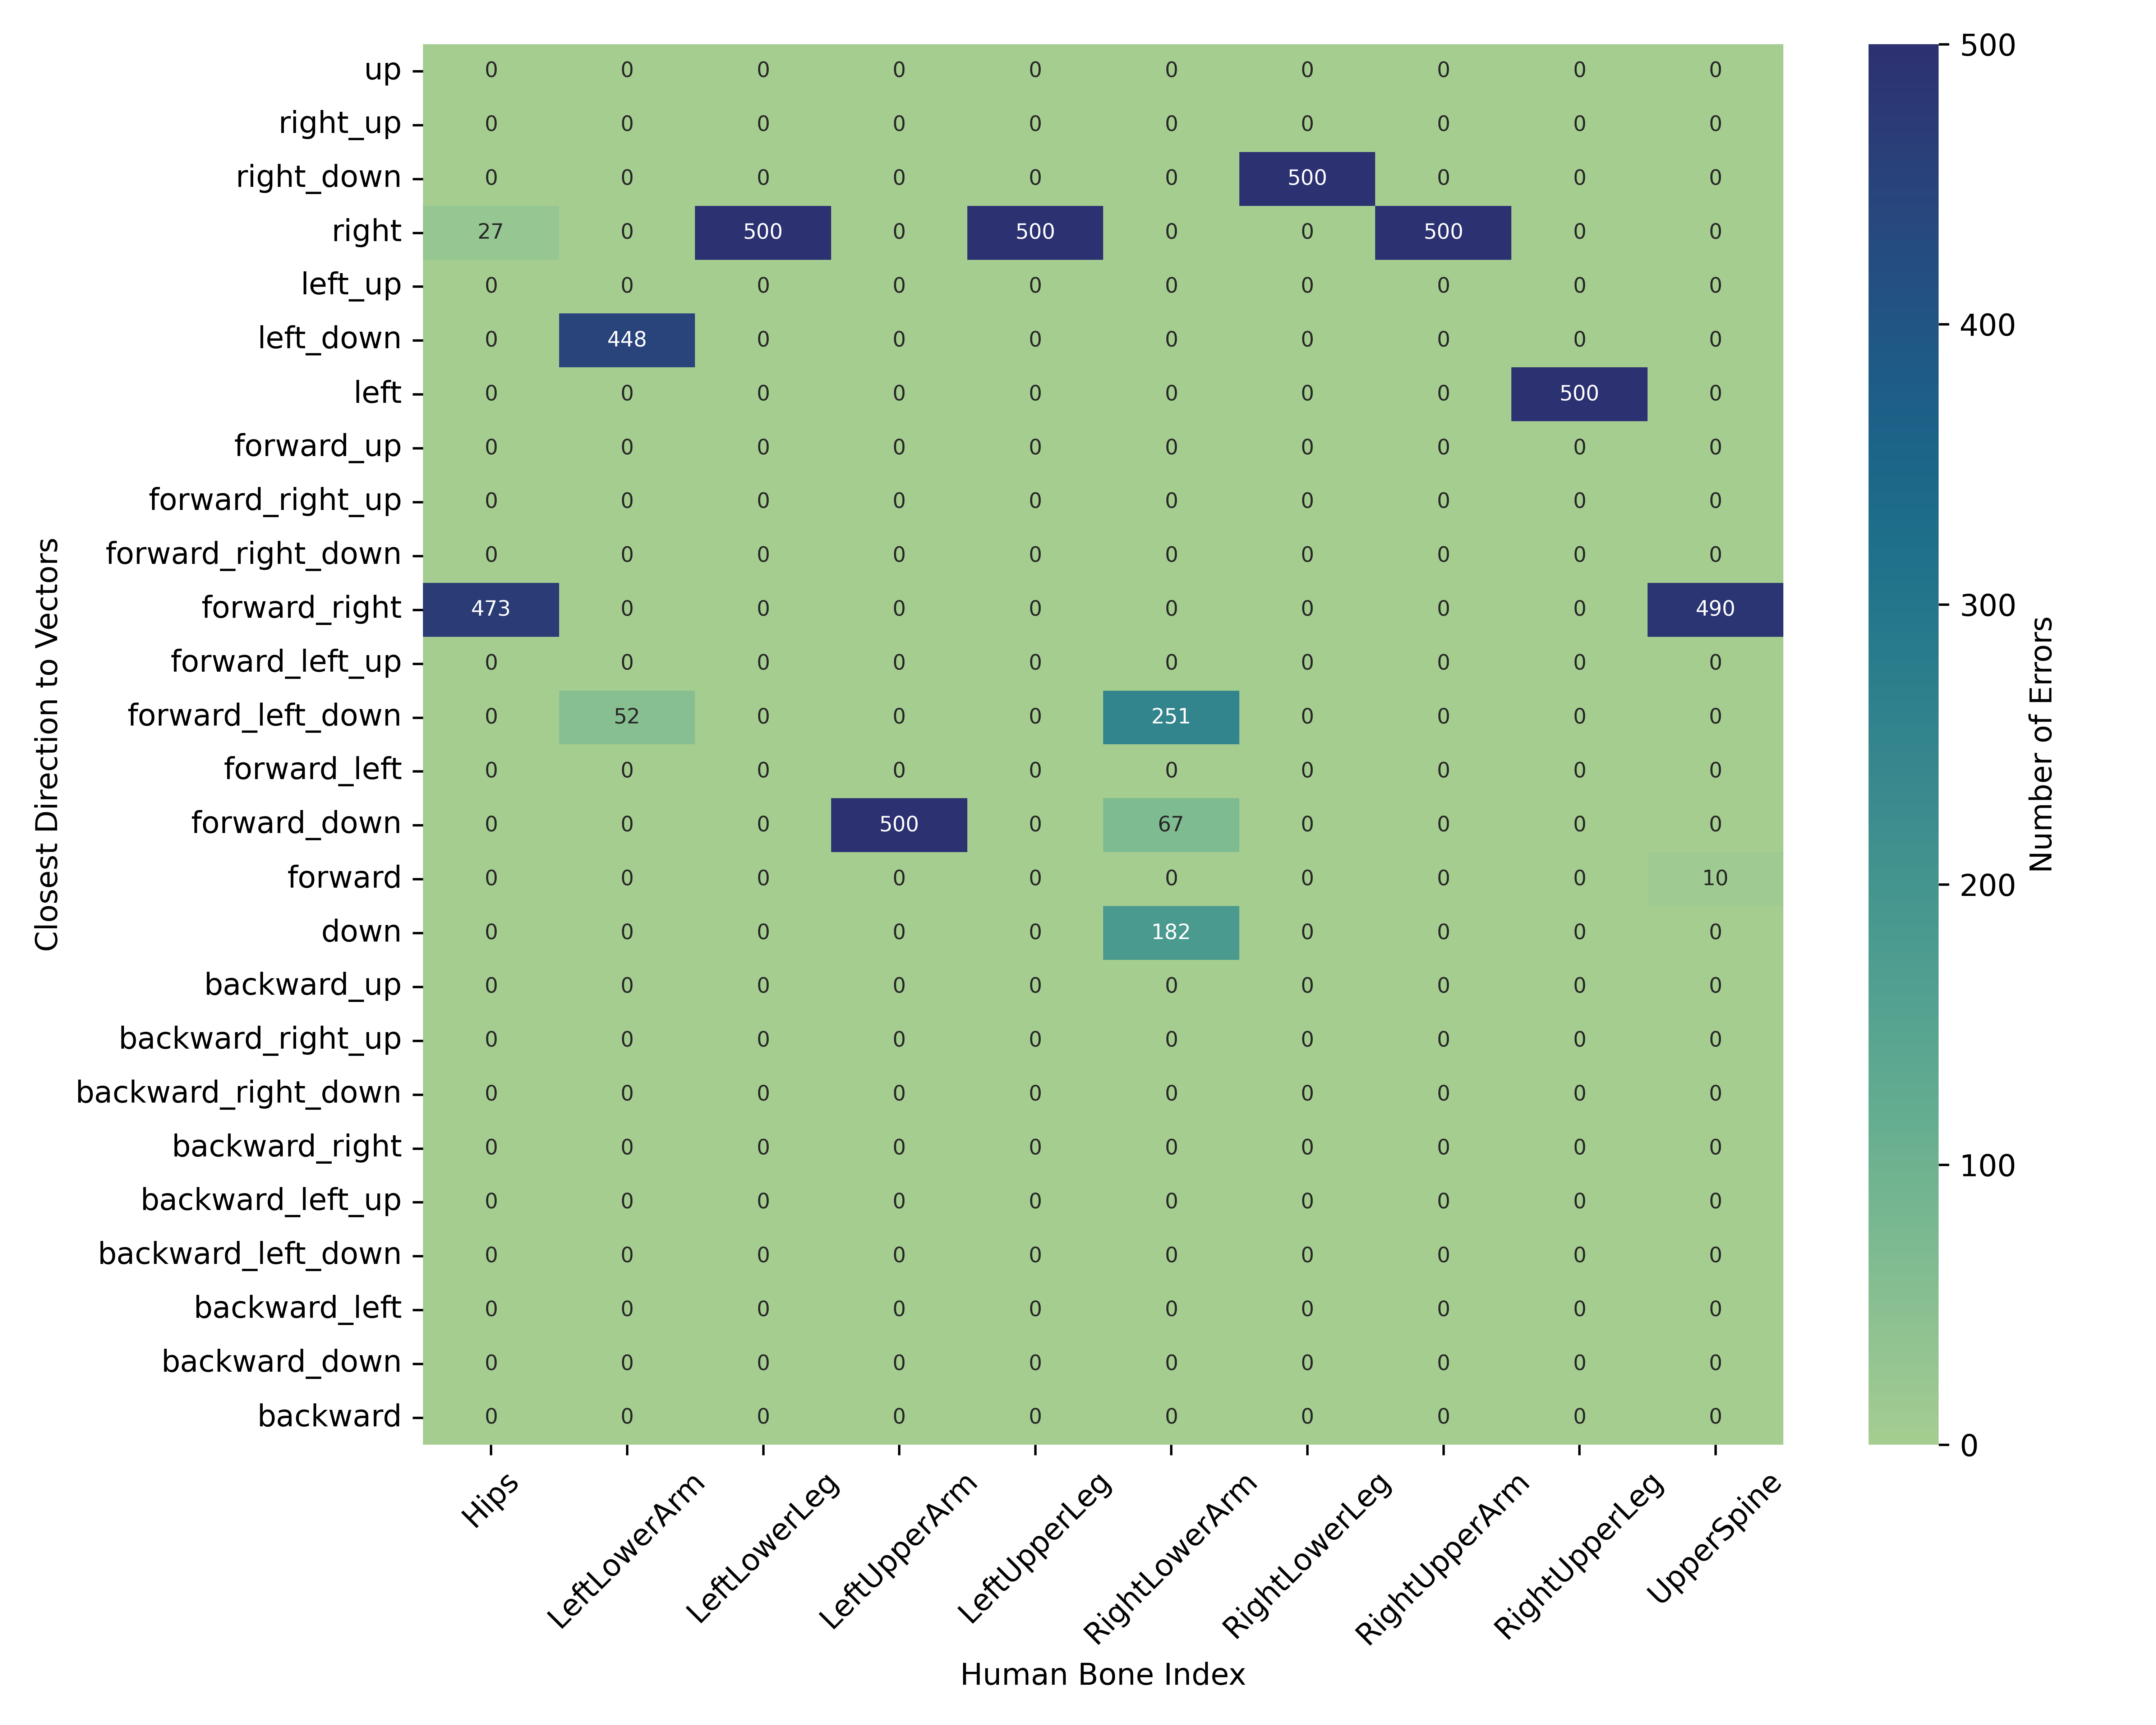 up 0 0 0 0 0 0 0 0 0 0
right_up 0 0 0 0 0 0 0 0 0 0
right_down 0 0 0 0 0 0 500 0 0 0
right 27 0 500 0 500 0 0 500 0 0
left_up 0 0 0 0 0 0 0 0 0 0
left_down 0 448 0 0 0 0 0 0 0 0
left 0 0 0 0 0 0 0 0 500 0
forward_up 0 0 0 0 0 0 0 0 0 0
forward_right_up 0 0 0 0 0 0 0 0 0 0
forward_right_down 0 0 0 0 0 0 0 0 0 0
forward_right 473 0 0 0 0 0 0 0 0 490
forward_left_up 0 0 0 0 0 0 0 0 0 0
forward_left_down 0 52 0 0 0 251 0 0 0 0
forward_left 0 0 0 0 0 0 0 0 0 0
forward_down 0 0 0 500 0 67 0 0 0 0
forward 0 0 0 0 0 0 0 0 0 10
down 0 0 0 0 0 182 0 0 0 0
backward_up 0 0 0 0 0 0 0 0 0 0
backward_right_up 0 0 0 0 0 0 0 0 0 0
backward_right_down 0 0 0 0 0 0 0 0 0 0
backward_right 0 0 0 0 0 0 0 0 0 0
backward_left_up 0 0 0 0 0 0 0 0 0 0
backward_left_down 0 0 0 0 0 0 0 0 0 0
backward_left 0 0 0 0 0 0 0 0 0 0
backward_down 0 0 0 0 0 0 0 0 0 0
backward 0 0 0 0 0 0 0 0 0 0
Closest Direction to Vectors
Hips LeftLowerArm LeftLowerLeg LeftUpperArm LeftUpperLeg RightLowerArm RightLowerLeg RightUpperArm RightUpperLeg UpperSpine
Human Bone Index
500
400
300
200
100
0
Number of Errors